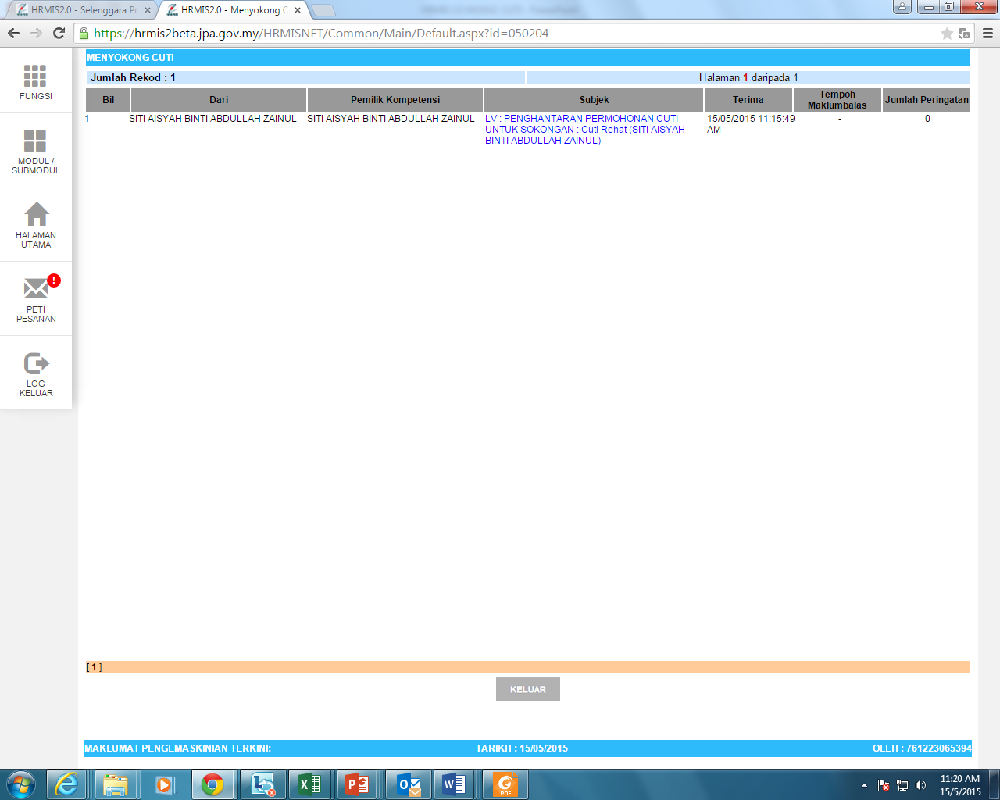 HRMIS2.0 - Selenggara Pr
HRMIS2.0 - Menyokong C
https://hrmis2beta.jpa.gov.my/HRMISNET/Common/Main/Default.aspx?id=050204
FUNGSI
MODUL /
SUBMODUL
HALAMAN
UTAMA
!
PETI
PESANAN
LOG
KELUAR
MENYOKONG CUTI
Jumlah Rekod : 1
Halaman 1 daripada 1
Bil Dari Pemilik Kompetensi Subjek Terima Tempoh Maklumbalas Jumlah Peringatan
1 SITI AISYAH BINTI ABDULLAH ZAINUL SITI AISYAH BINTI ABDULLAH ZAINUL LV : PENGHANTARAN PERMOHONAN CUTI 15/05/2015 11:15:49 - 0
UNTUK SOKONGAN : Cuti Rehat (SITI AISYAH AM
BINTI ABDULLAH ZAINUL)
[ 1 ]
KELUAR
MAKLUMAT PENGEMASKINIAN TERKINI: TARIKH : 15/05/2015 OLEH : 761223065394
PDF
11:20 AM
15/5/2015